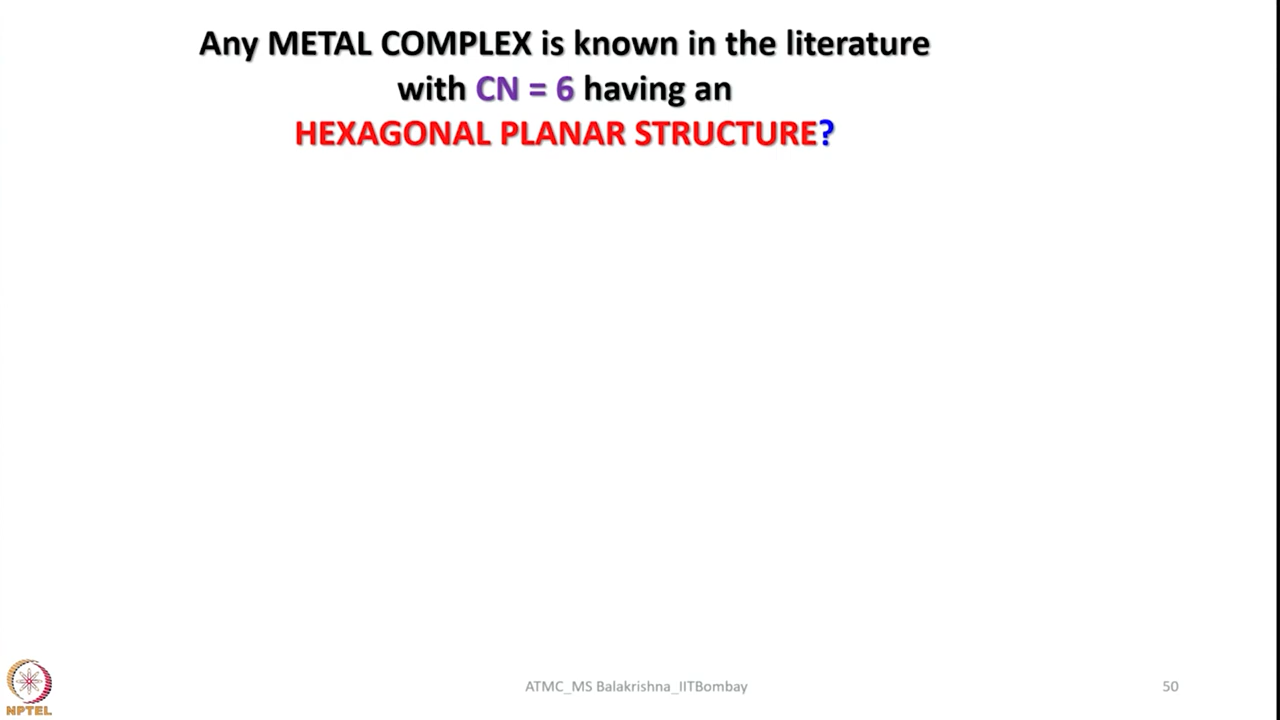 Any METAL COMPLEX is known in the literature
with CN = 6 having an
HEXAGONAL PLANAR STRUCTURE?
NPTEL
ATMC_MS Balakrishna_IITBombay
50